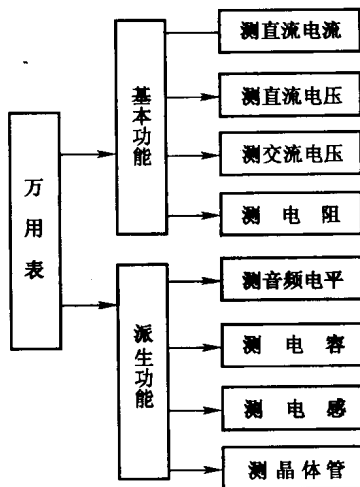 万用表
基本功能
测直流电流
测直流电压
测交流电压
测电阻
派生功能
测音频电平
测电容
测电感
测晶体管